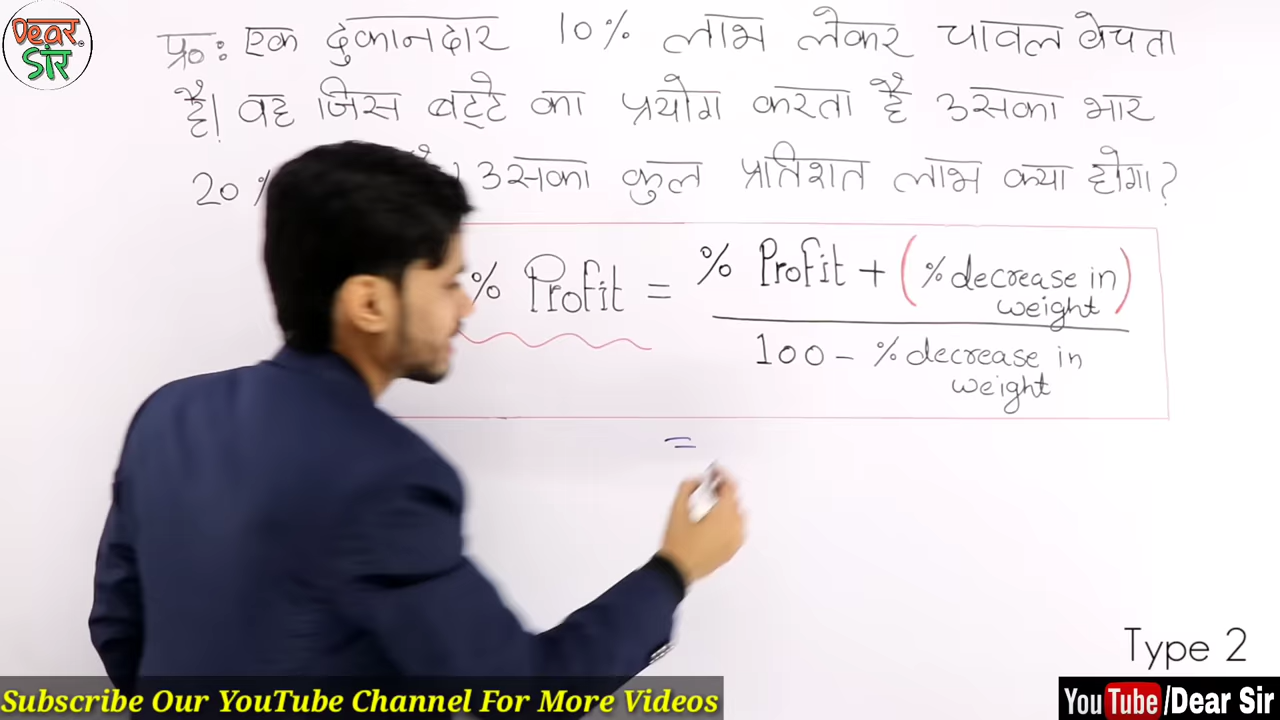 Dear
Sir
प्र०: एक दुकानदार 10% लाभ लेकर चावल बेचता
है। वह जिस बट्टे का प्रयोग करता है उसका भार
20% उसका कुल प्रतिशत लाभ क्या होगा?
% Profit = % Profit + (% decrease in weight)
100 - % decrease in weight
=
Type 2
Subscribe Our YouTube Channel For More Videos
YouTube/Dear Sir